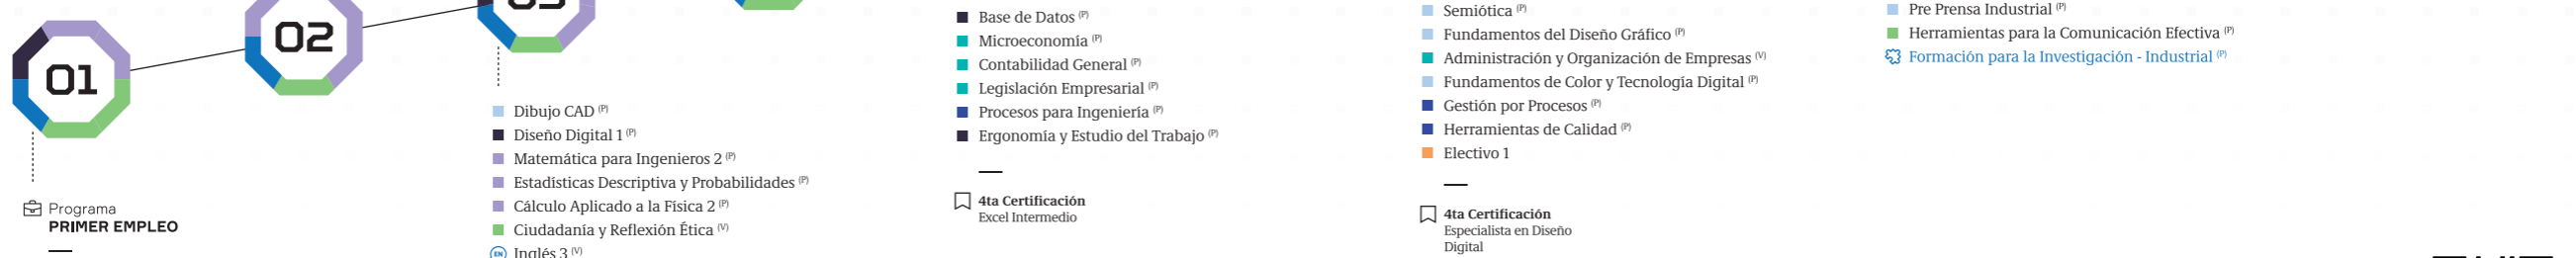 01
02
03
Programa
PRIMER EMPLEO
Dibujo CAD (P)
Diseño Digital 1 (P)
Matemática para Ingenieros 2 (P)
Estadísticas Descriptiva y Probabilidades (P)
Cálculo Aplicado a la Física 2 (P)
Ciudadanía y Reflexión Ética (V)
EN Inglés 3 (V)
Base de Datos (P)
Microeconomía (P)
Contabilidad General (P)
Legislación Empresarial (P)
Procesos para Ingeniería (P)
Ergonomía y Estudio del Trabajo (P)
4ta Certificación
Excel Intermedio
Semiótica (P)
Fundamentos del Diseño Gráfico (P)
Administración y Organización de Empresas (V)
Fundamentos de Color y Tecnología Digital (P)
Gestión por Procesos (P)
Herramientas de Calidad (P)
Electivo 1
4ta Certificación
Especialista en Diseño
Digital
Pre Prensa Industrial (P)
Herramientas para la Comunicación Efectiva (P)
Formación para la Investigación - Industrial (P)